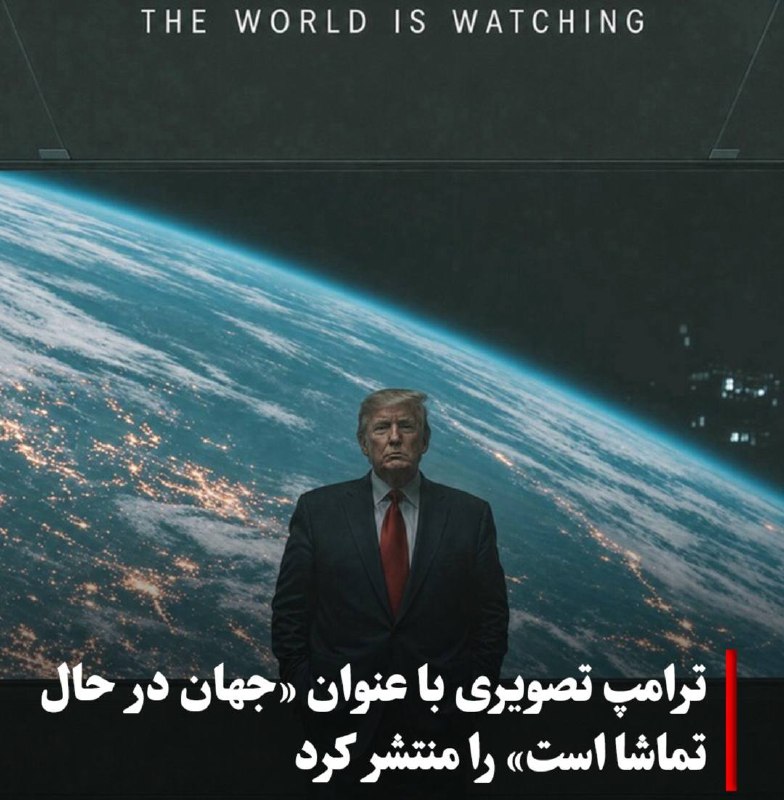 THE WORLD IS WATCHING
ترامپ تصویری با عنوان «جهان در حال
تماشا است» را منتشر کرد